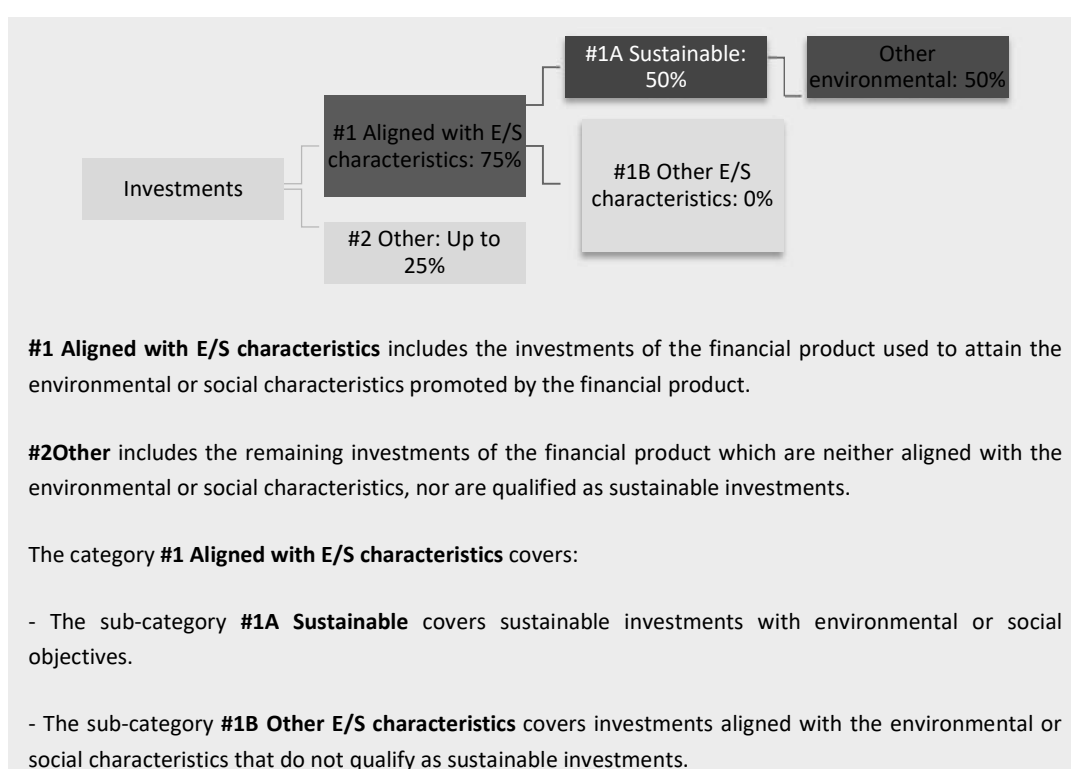 #1A Sustainable:
50%
Other
environmental: 50%
#1 Aligned with E/S
characteristics: 75%
#1B Other E/S
characteristics: 0%
Investments
#2 Other: Up to
25%
#1 Aligned with E/S characteristics includes the investments of the financial product used to attain the
environmental or social characteristics promoted by the financial product.
#2Other includes the remaining investments of the financial product which are neither aligned with the
environmental or social characteristics, nor are qualified as sustainable investments.
The category #1 Aligned with E/S characteristics covers:
- The sub-category #1A Sustainable covers sustainable investments with environmental or social
objectives.
- The sub-category #1B Other E/S characteristics covers investments aligned with the environmental or
social characteristics that do not qualify as sustainable investments.